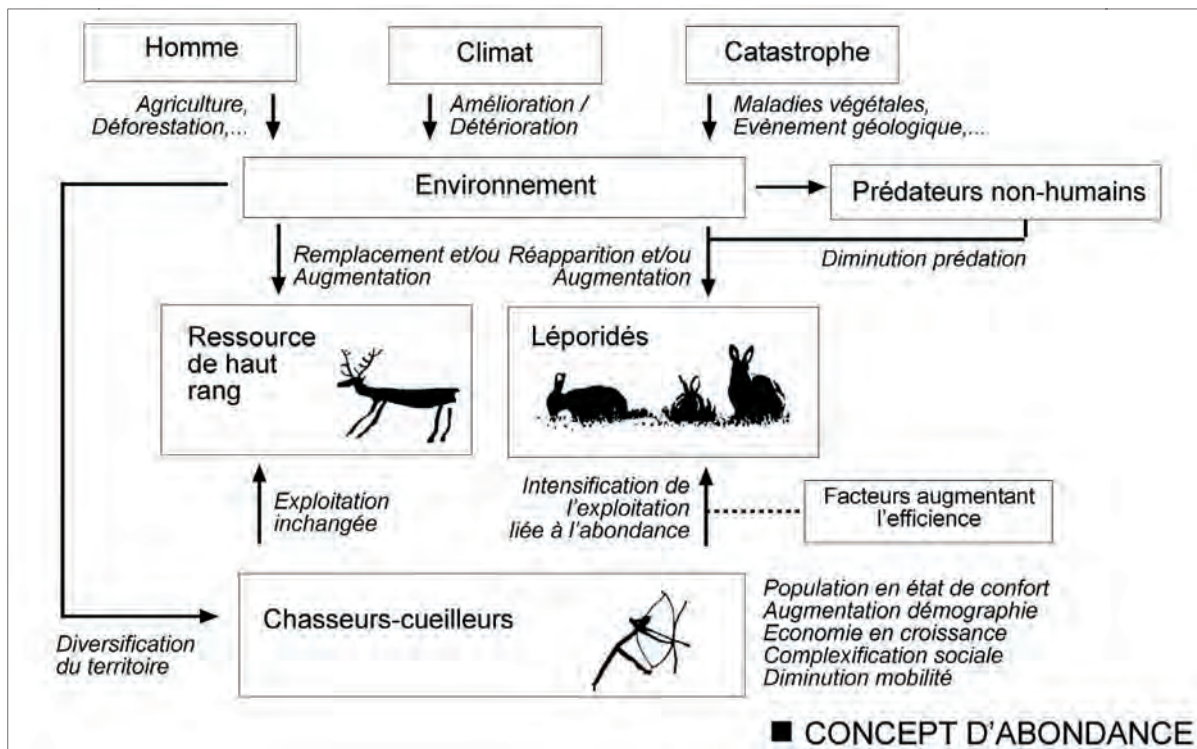 Homme
Climat
Catastrophe
Agriculture,
Déforestation,...
Amélioration /
Détérioration
Maladies végétales,
Evènement géologique,...
Environnement
Prédateurs non-humains
Remplacement et/ou
Augmentation
Réapparition et/ou
Augmentation
Diminution prédation
Ressource
de haut
rang
Léporidés
Exploitation
inchangée
Intensification de
l'exploitation
liée à l'abondance
Facteurs augmentant
l'efficience
Chasseurs-cueilleurs
Diversification
du territoire
Population en état de confort
Augmentation démographie
Economie en croissance
Complexification sociale
Diminution mobilité
■ CONCEPT D'ABONDANCE